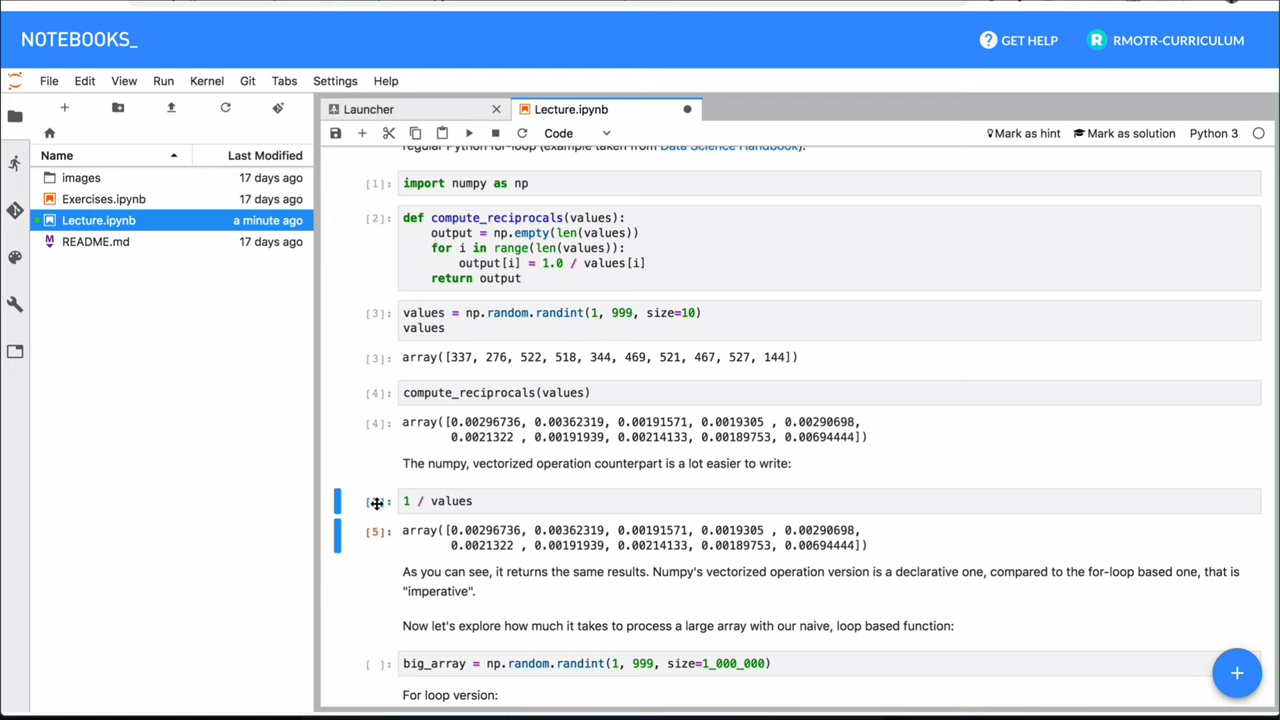 NOTEBOOKS_
GET HELP
R RMOTR-CURRICULUM
File Edit View Run Kernel Git Tabs Settings Help
Launcher
Lecture.ipynb
Code
Mark as hint
Mark as solution
Python 3
Name Last Modified
images 17 days ago
Exercises.ipynb 17 days ago
Lecture.ipynb a minute ago
README.md 17 days ago
regular Python for-loop (example taken from Data Science Handbook).
[1]: import numpy as np
[2]: def compute_reciprocals(values):
output = np.empty(len(values))
for i in range(len(values)):
output[i] = 1.0 / values[i]
return output
[3]: values = np.random.randint(1, 999, size=10)
values
[3]: array([337, 276, 522, 518, 344, 469, 521, 467, 527, 144])
[4]: compute_reciprocals(values)
[4]: array([0.00296736, 0.00362319, 0.00191571, 0.0019305 , 0.00290698,
0.0021322 , 0.00191939, 0.00214133, 0.00189753, 0.00694444])
The numpy, vectorized operation counterpart is a lot easier to write:
1 / values
[5]: array([0.00296736, 0.00362319, 0.00191571, 0.0019305 , 0.00290698,
0.0021322 , 0.00191939, 0.00214133, 0.00189753, 0.00694444])
As you can see, it returns the same results. Numpy's vectorized operation version is a declarative one, compared to the for-loop based one, that is
"imperative".
Now let's explore how much it takes to process a large array with our naive, loop based function:
[ ]: big_array = np.random.randint(1, 999, size=1_000_000)
For loop version: